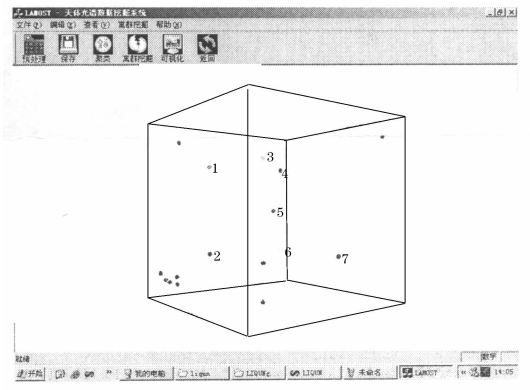 LAMOST - 天体光谱数据挖掘系统
文件(F) 编辑(E) 查看(V) 离群挖掘 帮助(H)
预处理 保存 聚类 离群挖掘 可视化 返回
1
3
4
5
2
6
7
就绪
数字
开始 我的电脑 liqun LIQUN 未命名 LAMOST 14:05